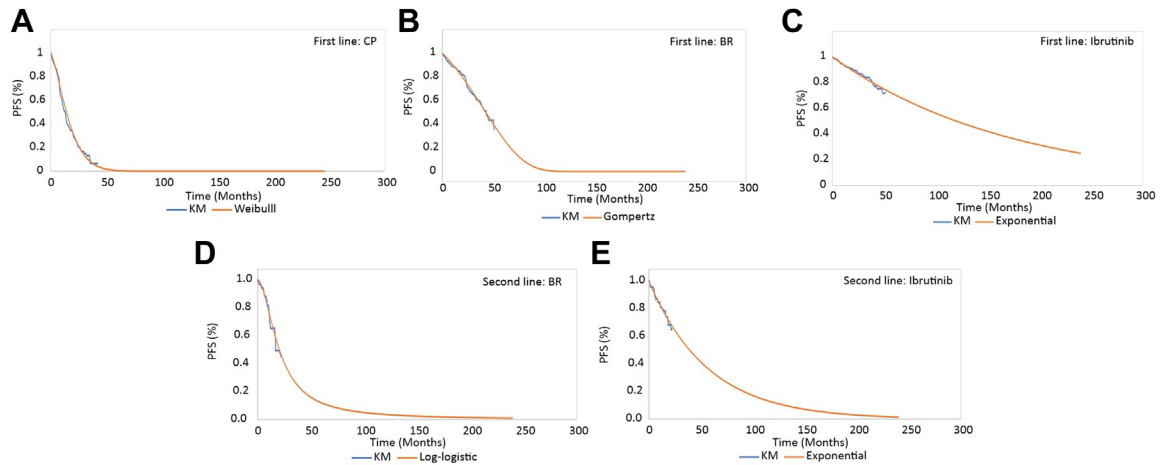 A
First line: CP
PFS (%)
1
0.8
0.6
0.4
0.2
0
0 50 100 150 200 250 300
Time (Months)
KM Weibulll
B
First line: BR
PFS (%)
1
0.8
0.6
0.4
0.2
0
0 50 100 150 200 250 300
Time (Months)
KM Gompertz
C
First line: Ibrutinib
PFS (%)
1
0.8
0.6
0.4
0.2
0
0 50 100 150 200 250 300
Time (Months)
KM Exponential
D
Second line: BR
PFS (%)
1.0
0.8
0.6
0.4
0.2
0.0
0 50 100 150 200 250 300
Time (Months)
KM Log-logistic
E
Second line: Ibrutinib
PFS (%)
1.0
0.8
0.6
0.4
0.2
0.0
0 50 100 150 200 250 300
Time (Months)
KM Exponential